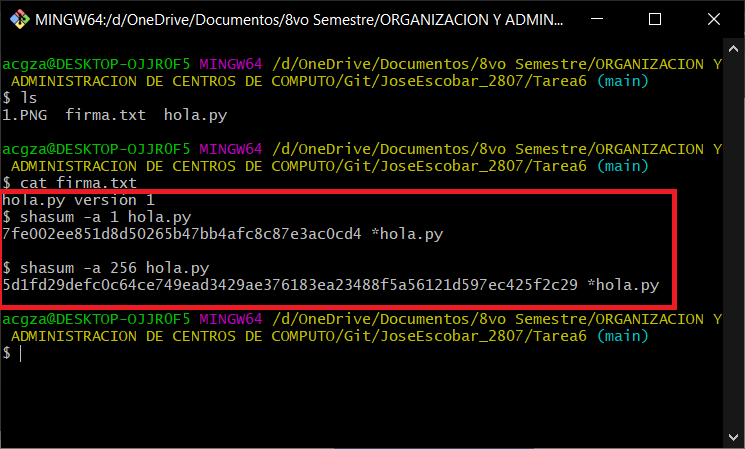 MINGW64:/d/OneDrive/Documentos/8vo Semestre/ORGANIZACION Y ADMIN...
acgza@DESKTOP-OJJR0F5 MINGW64 /d/OneDrive/Documentos/8vo Semestre/ORGANIZACION Y
ADMINISTRACION DE CENTROS DE COMPUTO/Git/JoseEscobar_2807/Tarea6 (main)
$ ls
1.PNG  firma.txt  hola.py
acgza@DESKTOP-OJJR0F5 MINGW64 /d/OneDrive/Documentos/8vo Semestre/ORGANIZACION Y
ADMINISTRACION DE CENTROS DE COMPUTO/Git/JoseEscobar_2807/Tarea6 (main)
$ cat firma.txt
hola.py versión 1
$ shasum -a 1 hola.py
7fe002ee851d8d50265b47bb4afc8c87e3ac0cd4 *hola.py
$ shasum -a 256 hola.py
5d1fd29defc0c64ce749ead3429ae376183ea23488f5a56121d597ec425f2c29 *hola.py
acgza@DESKTOP-OJJR0F5 MINGW64 /d/OneDrive/Documentos/8vo Semestre/ORGANIZACION Y
ADMINISTRACION DE CENTROS DE COMPUTO/Git/JoseEscobar_2807/Tarea6 (main)
$